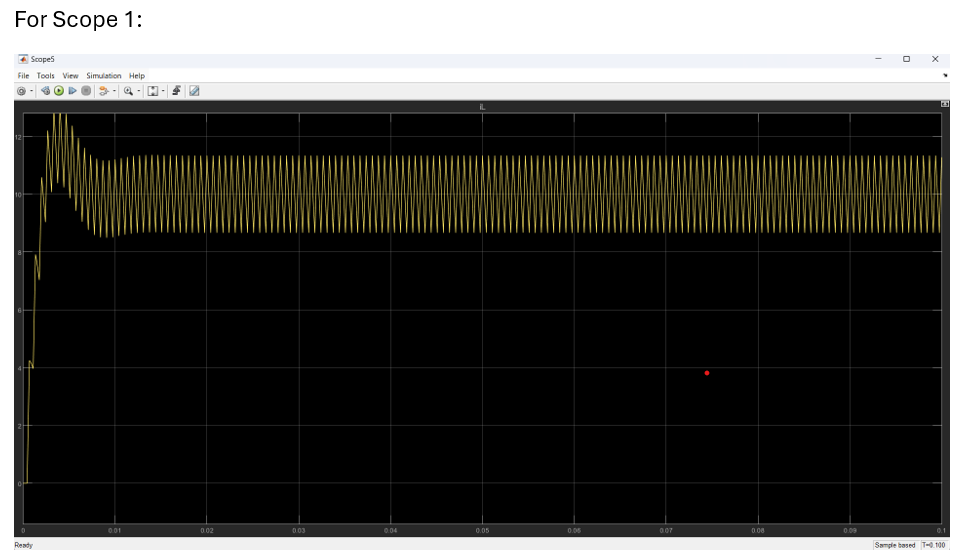 For Scope 1:
Scope5
File Tools View Simulation Help
iL
12
10
8
6
4
2
0
0 0.01 0.02 0.03 0.04 0.05 0.06 0.07 0.08 0.09 0.1
Ready Sample based T=0.100